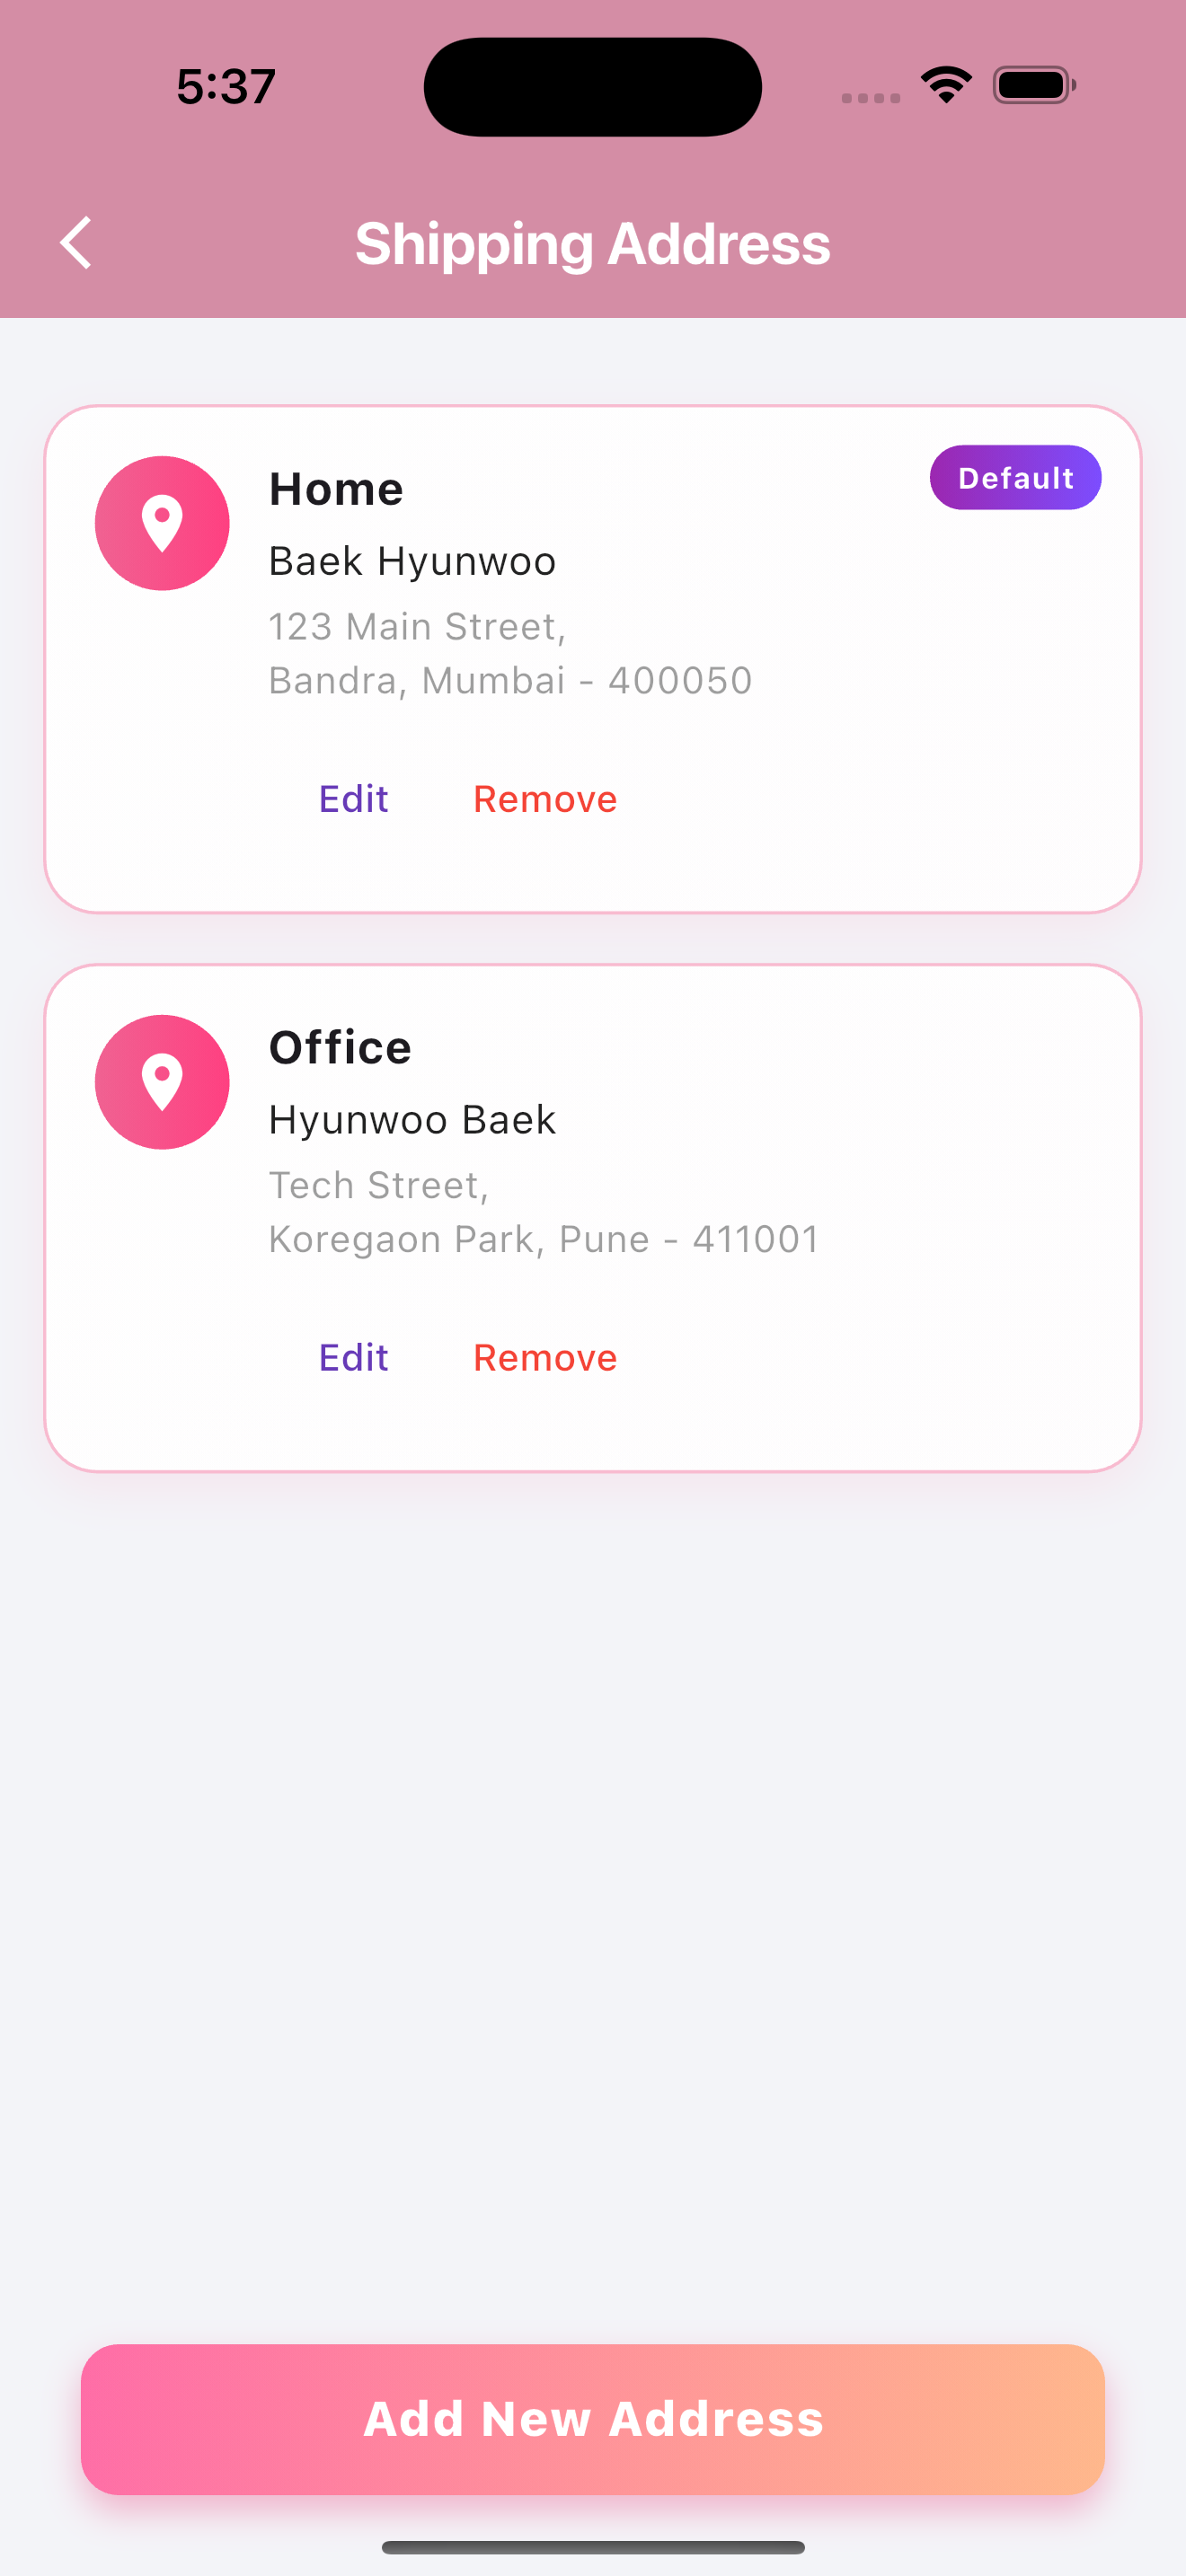 5:37
Shipping Address
Home
Default
Baek Hyunwoo
123 Main Street,
Bandra, Mumbai - 400050
Edit
Remove
Office
Hyunwoo Baek
Tech Street,
Koregaon Park, Pune - 411001
Edit
Remove
Add New Address